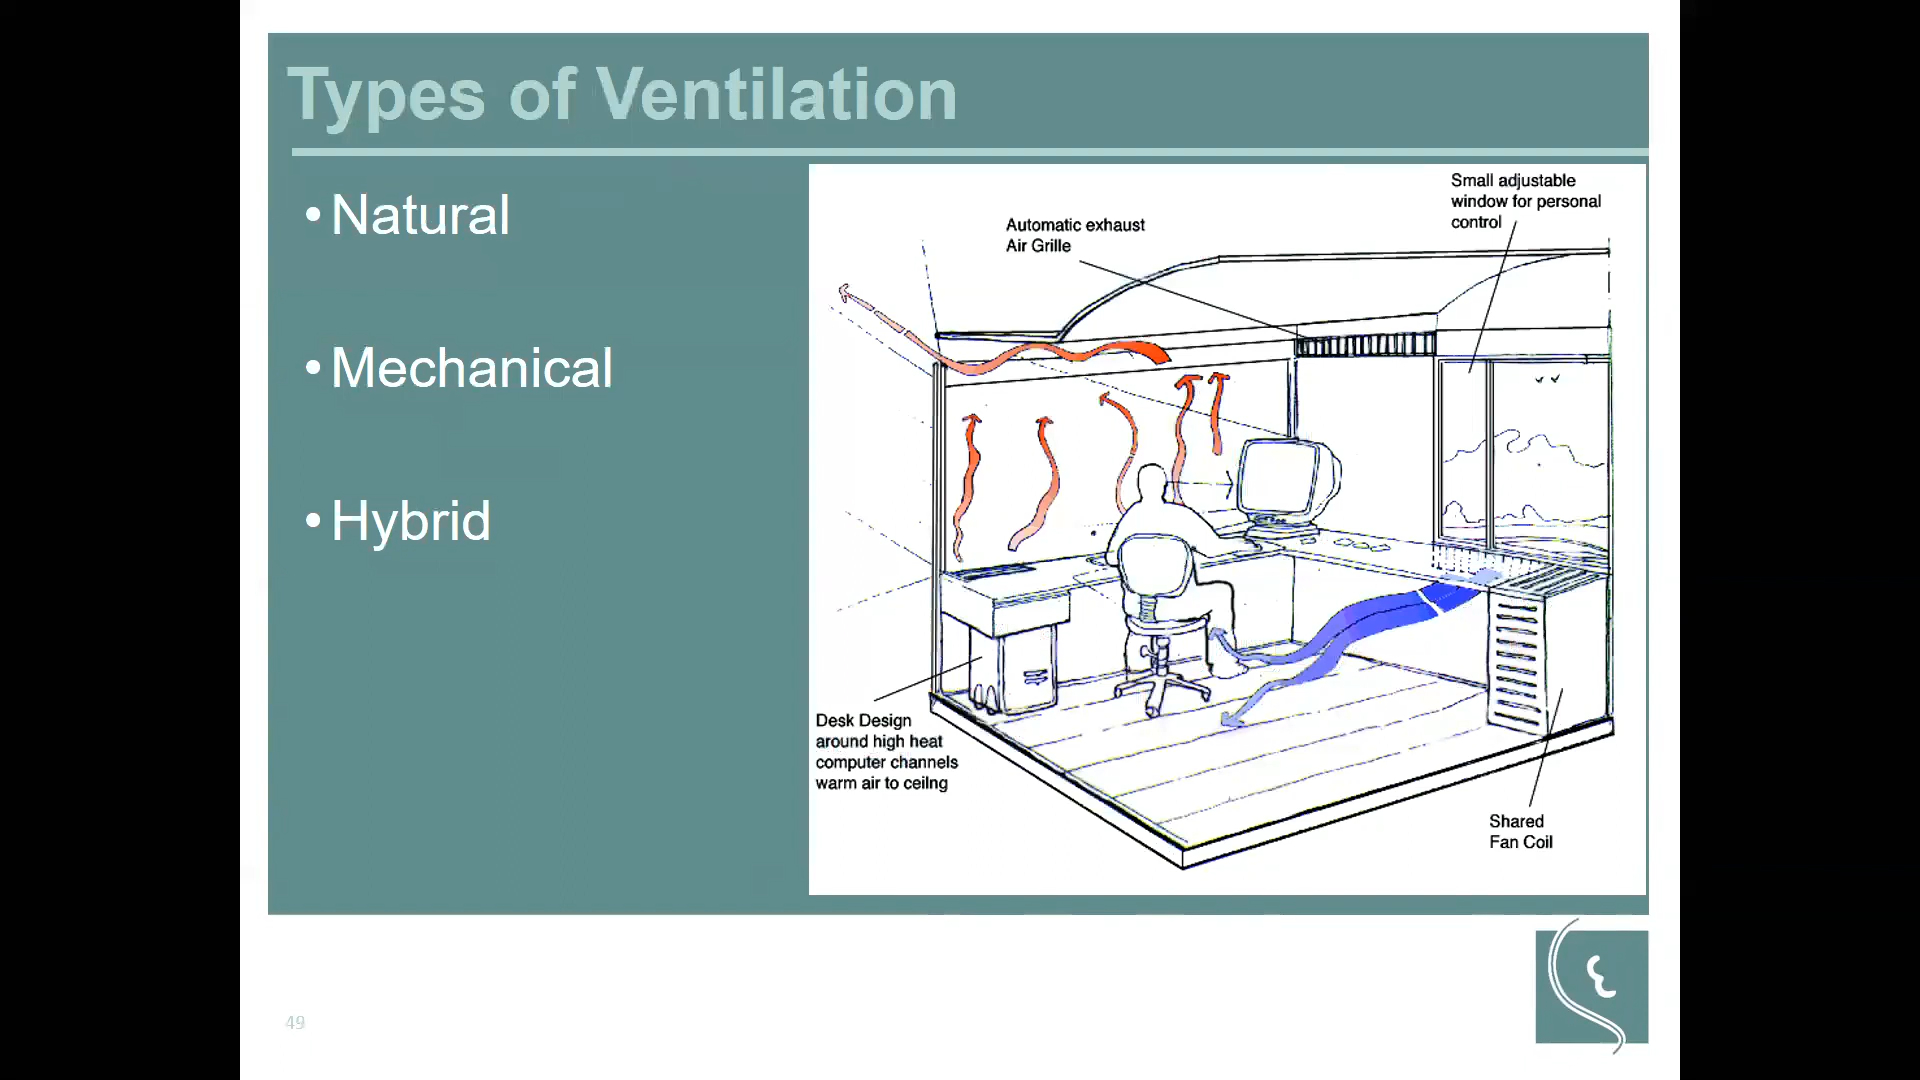 Types of Ventilation
• Natural
• Mechanical
• Hybrid
Small adjustable
window for personal
control
Automatic exhaust
Air Grille
Desk Design
around high heat
computer channels
warm air to ceilng
Shared
Fan Coil
49